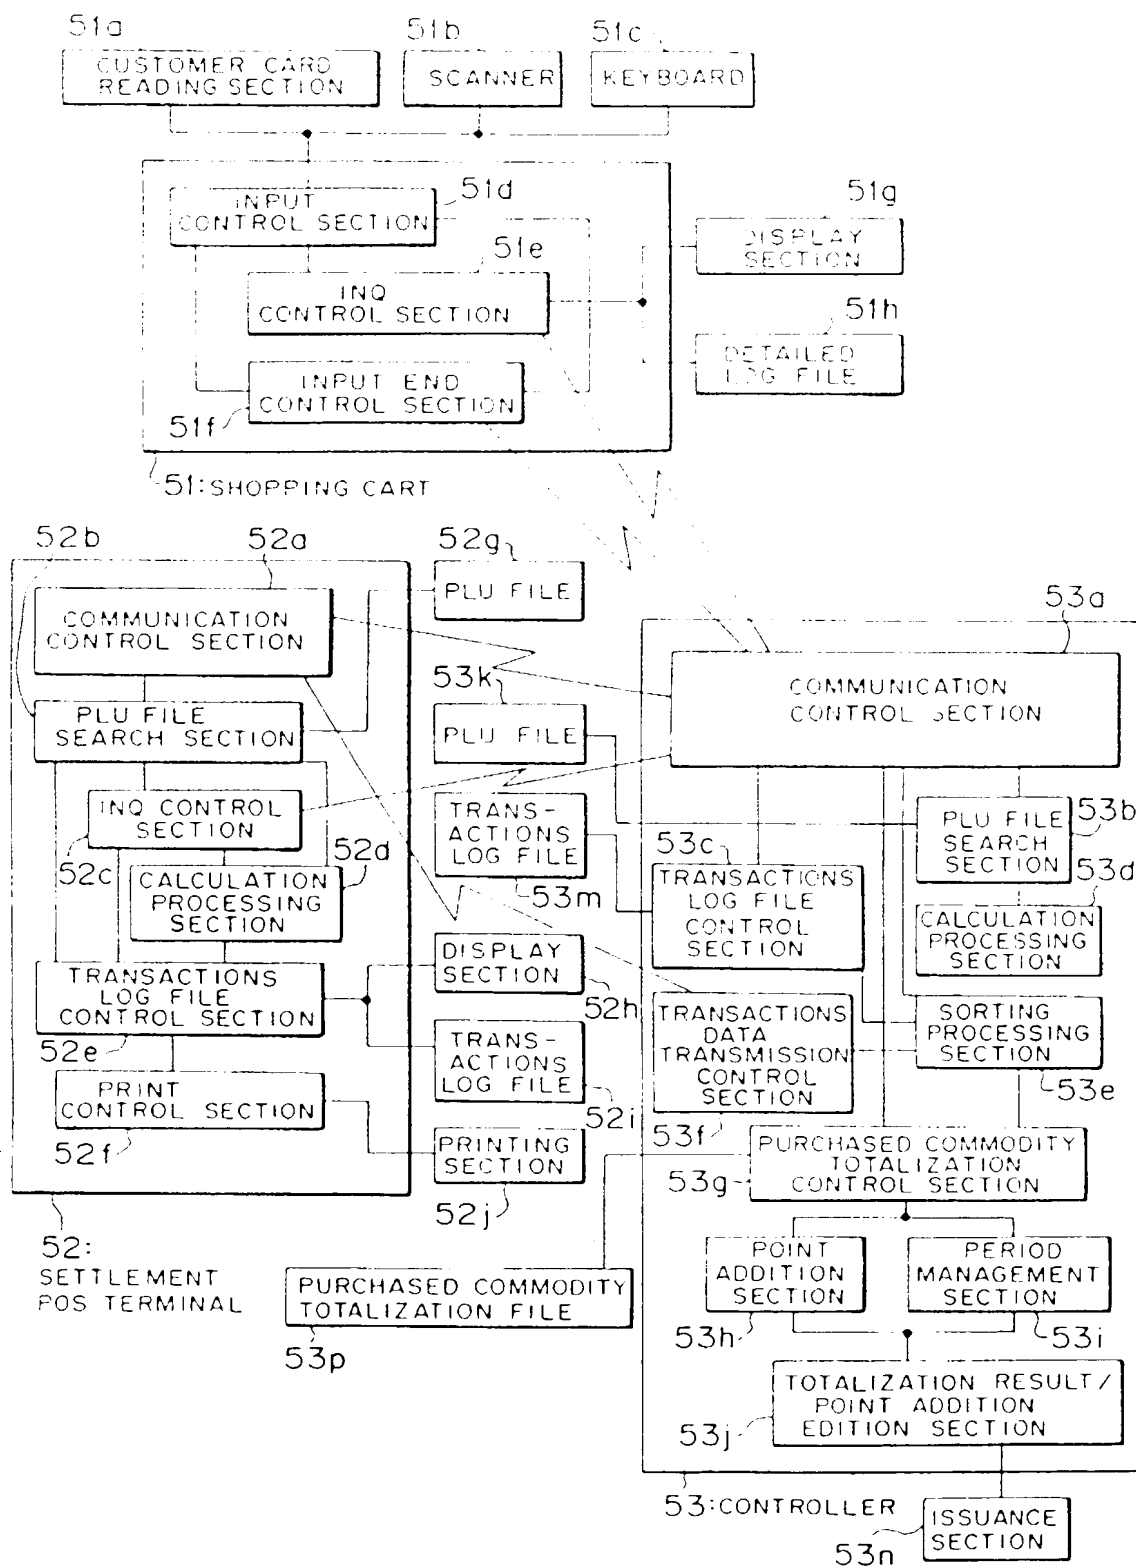 51a
51b
51c
CUSTOMER CARD
READING SECTION
SCANNER
KEYBOARD
51d
INPUT
CONTROL SECTION
51e
INQ
CONTROL SECTION
51g
DISPLAY
SECTION
51h
DETAILED
LOG FILE
INPUT END
CONTROL SECTION
51f
51:SHOPPING CART
52b
52a
52g
COMMUNICATION
CONTROL SECTION
PLU FILE
PLU FILE
SEARCH SECTION
53k
PLU FILE
53a
COMMUNICATION
CONTROL SECTION
INQ CONTROL
SECTION
52c
52d
CALCULATION
PROCESSING
SECTION
TRANS-
ACTIONS
LOG FILE
53m
53c
TRANSACTIONS
LOG FILE
CONTROL
SECTION
53b
PLU FILE
SEARCH
SECTION
53d
CALCULATION
PROCESSING
SECTION
TRANSACTIONS
LOG FILE
CONTROL SECTION
52e
DISPLAY
SECTION
52h
TRANSACTIONS
DATA
TRANSMISSION
CONTROL
SECTION
53f
SORTING
PROCESSING
SECTION
53e
PRINT
CONTROL SECTION
52f
TRANS-
ACTIONS
LOG FILE
52i
PRINTING
SECTION
52j
PURCHASED COMMODITY
TOTALIZATION
CONTROL SECTION
53g
52:
SETTLEMENT
POS TERMINAL
PURCHASED COMMODITY
TOTALIZATION FILE
53p
POINT
ADDITION
SECTION
53h
PERIOD
MANAGEMENT
SECTION
53i
TOTALIZATION RESULT/
POINT ADDITION
EDITION SECTION
53j
53:CONTROLLER
ISSUANCE
SECTION
53n